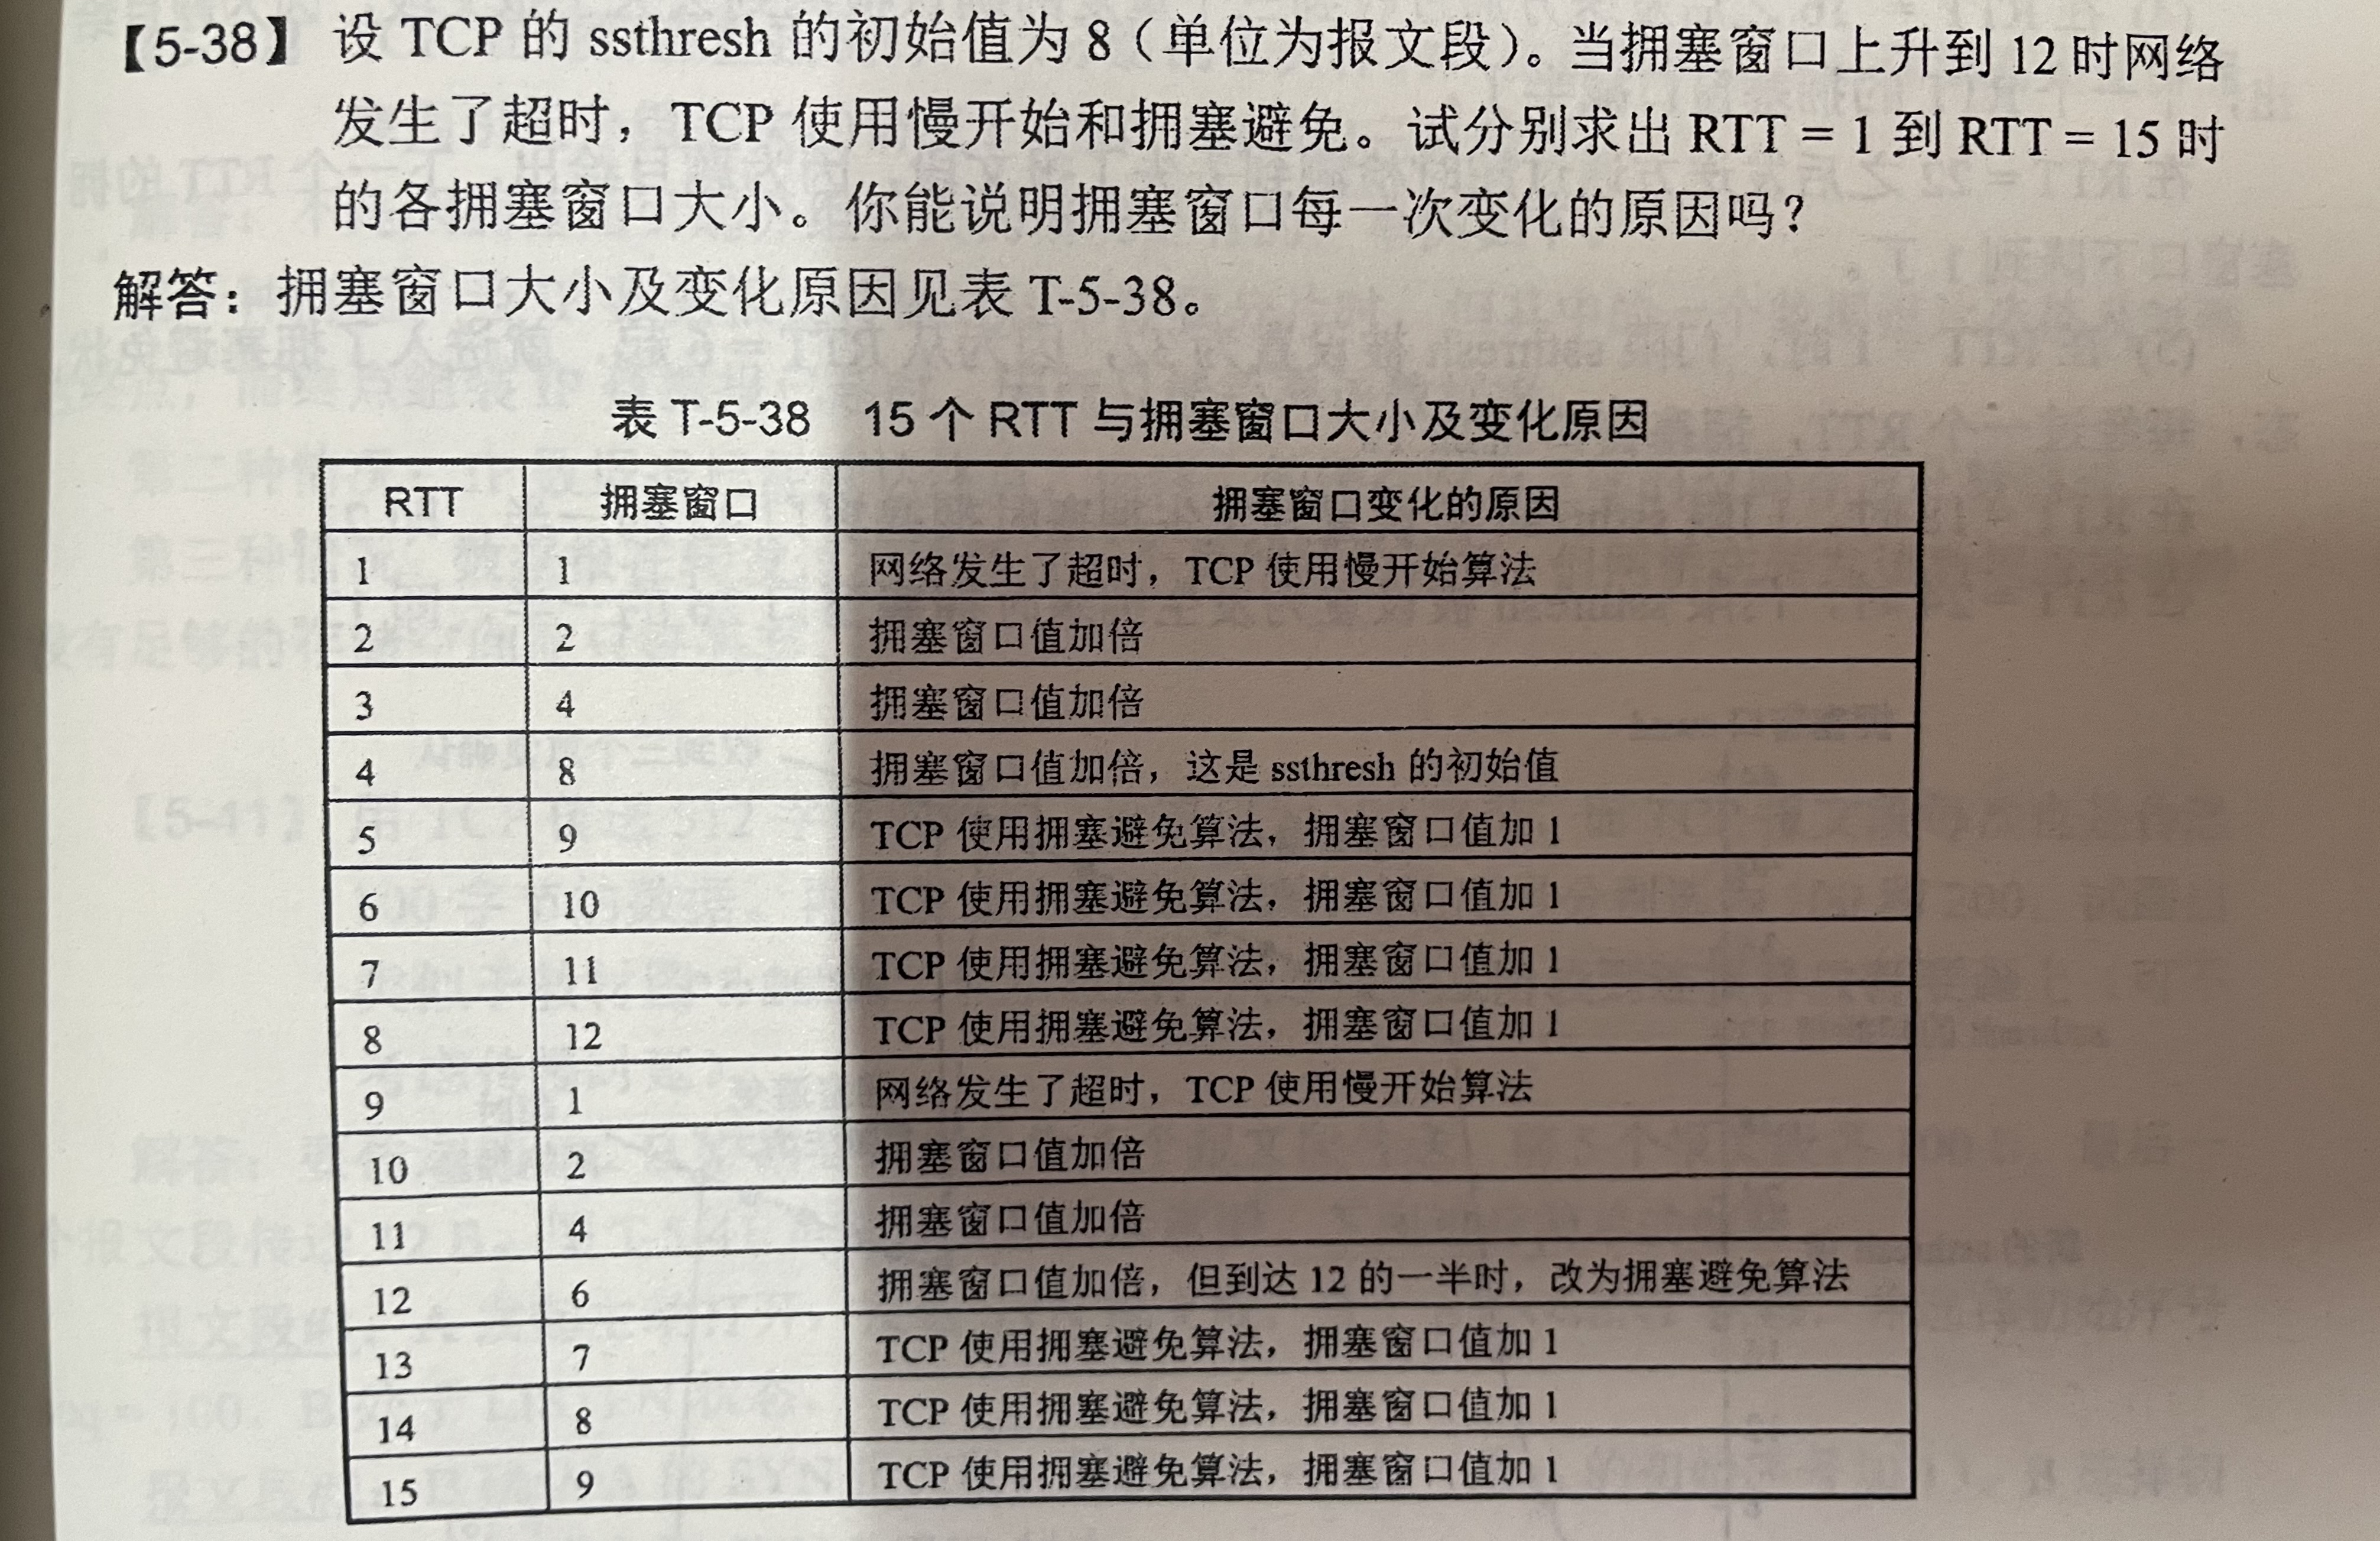 【5-38】 设 TCP 的 ssthresh 的初始值为 8（单位为报文段）。当拥塞窗口上升到 12 时网络
发生了超时，TCP 使用慢开始和拥塞避免。试分别求出 RTT = 1 到 RTT = 15 时
的各拥塞窗口大小。你能说明拥塞窗口每一次变化的原因吗？
解答：拥塞窗口大小及变化原因见表 T-5-38。
表 T-5-38 15 个 RTT 与拥塞窗口大小及变化原因
RTT 拥塞窗口 拥塞窗口变化的原因
1 1 网络发生了超时，TCP 使用慢开始算法
2 2 拥塞窗口值加倍
3 4 拥塞窗口值加倍
4 8 拥塞窗口值加倍，这是 ssthresh 的初始值
5 9 TCP 使用拥塞避免算法，拥塞窗口值加 1
6 10 TCP 使用拥塞避免算法，拥塞窗口值加 1
7 11 TCP 使用拥塞避免算法，拥塞窗口值加 1
8 12 TCP 使用拥塞避免算法，拥塞窗口值加 1
9 1 网络发生了超时，TCP 使用慢开始算法
10 2 拥塞窗口值加倍
11 4 拥塞窗口值加倍
12 6 拥塞窗口值加倍，但到达 12 的一半时，改为拥塞避免算法
13 7 TCP 使用拥塞避免算法，拥塞窗口值加 1
14 8 TCP 使用拥塞避免算法，拥塞窗口值加 1
15 9 TCP 使用拥塞避免算法，拥塞窗口值加 1